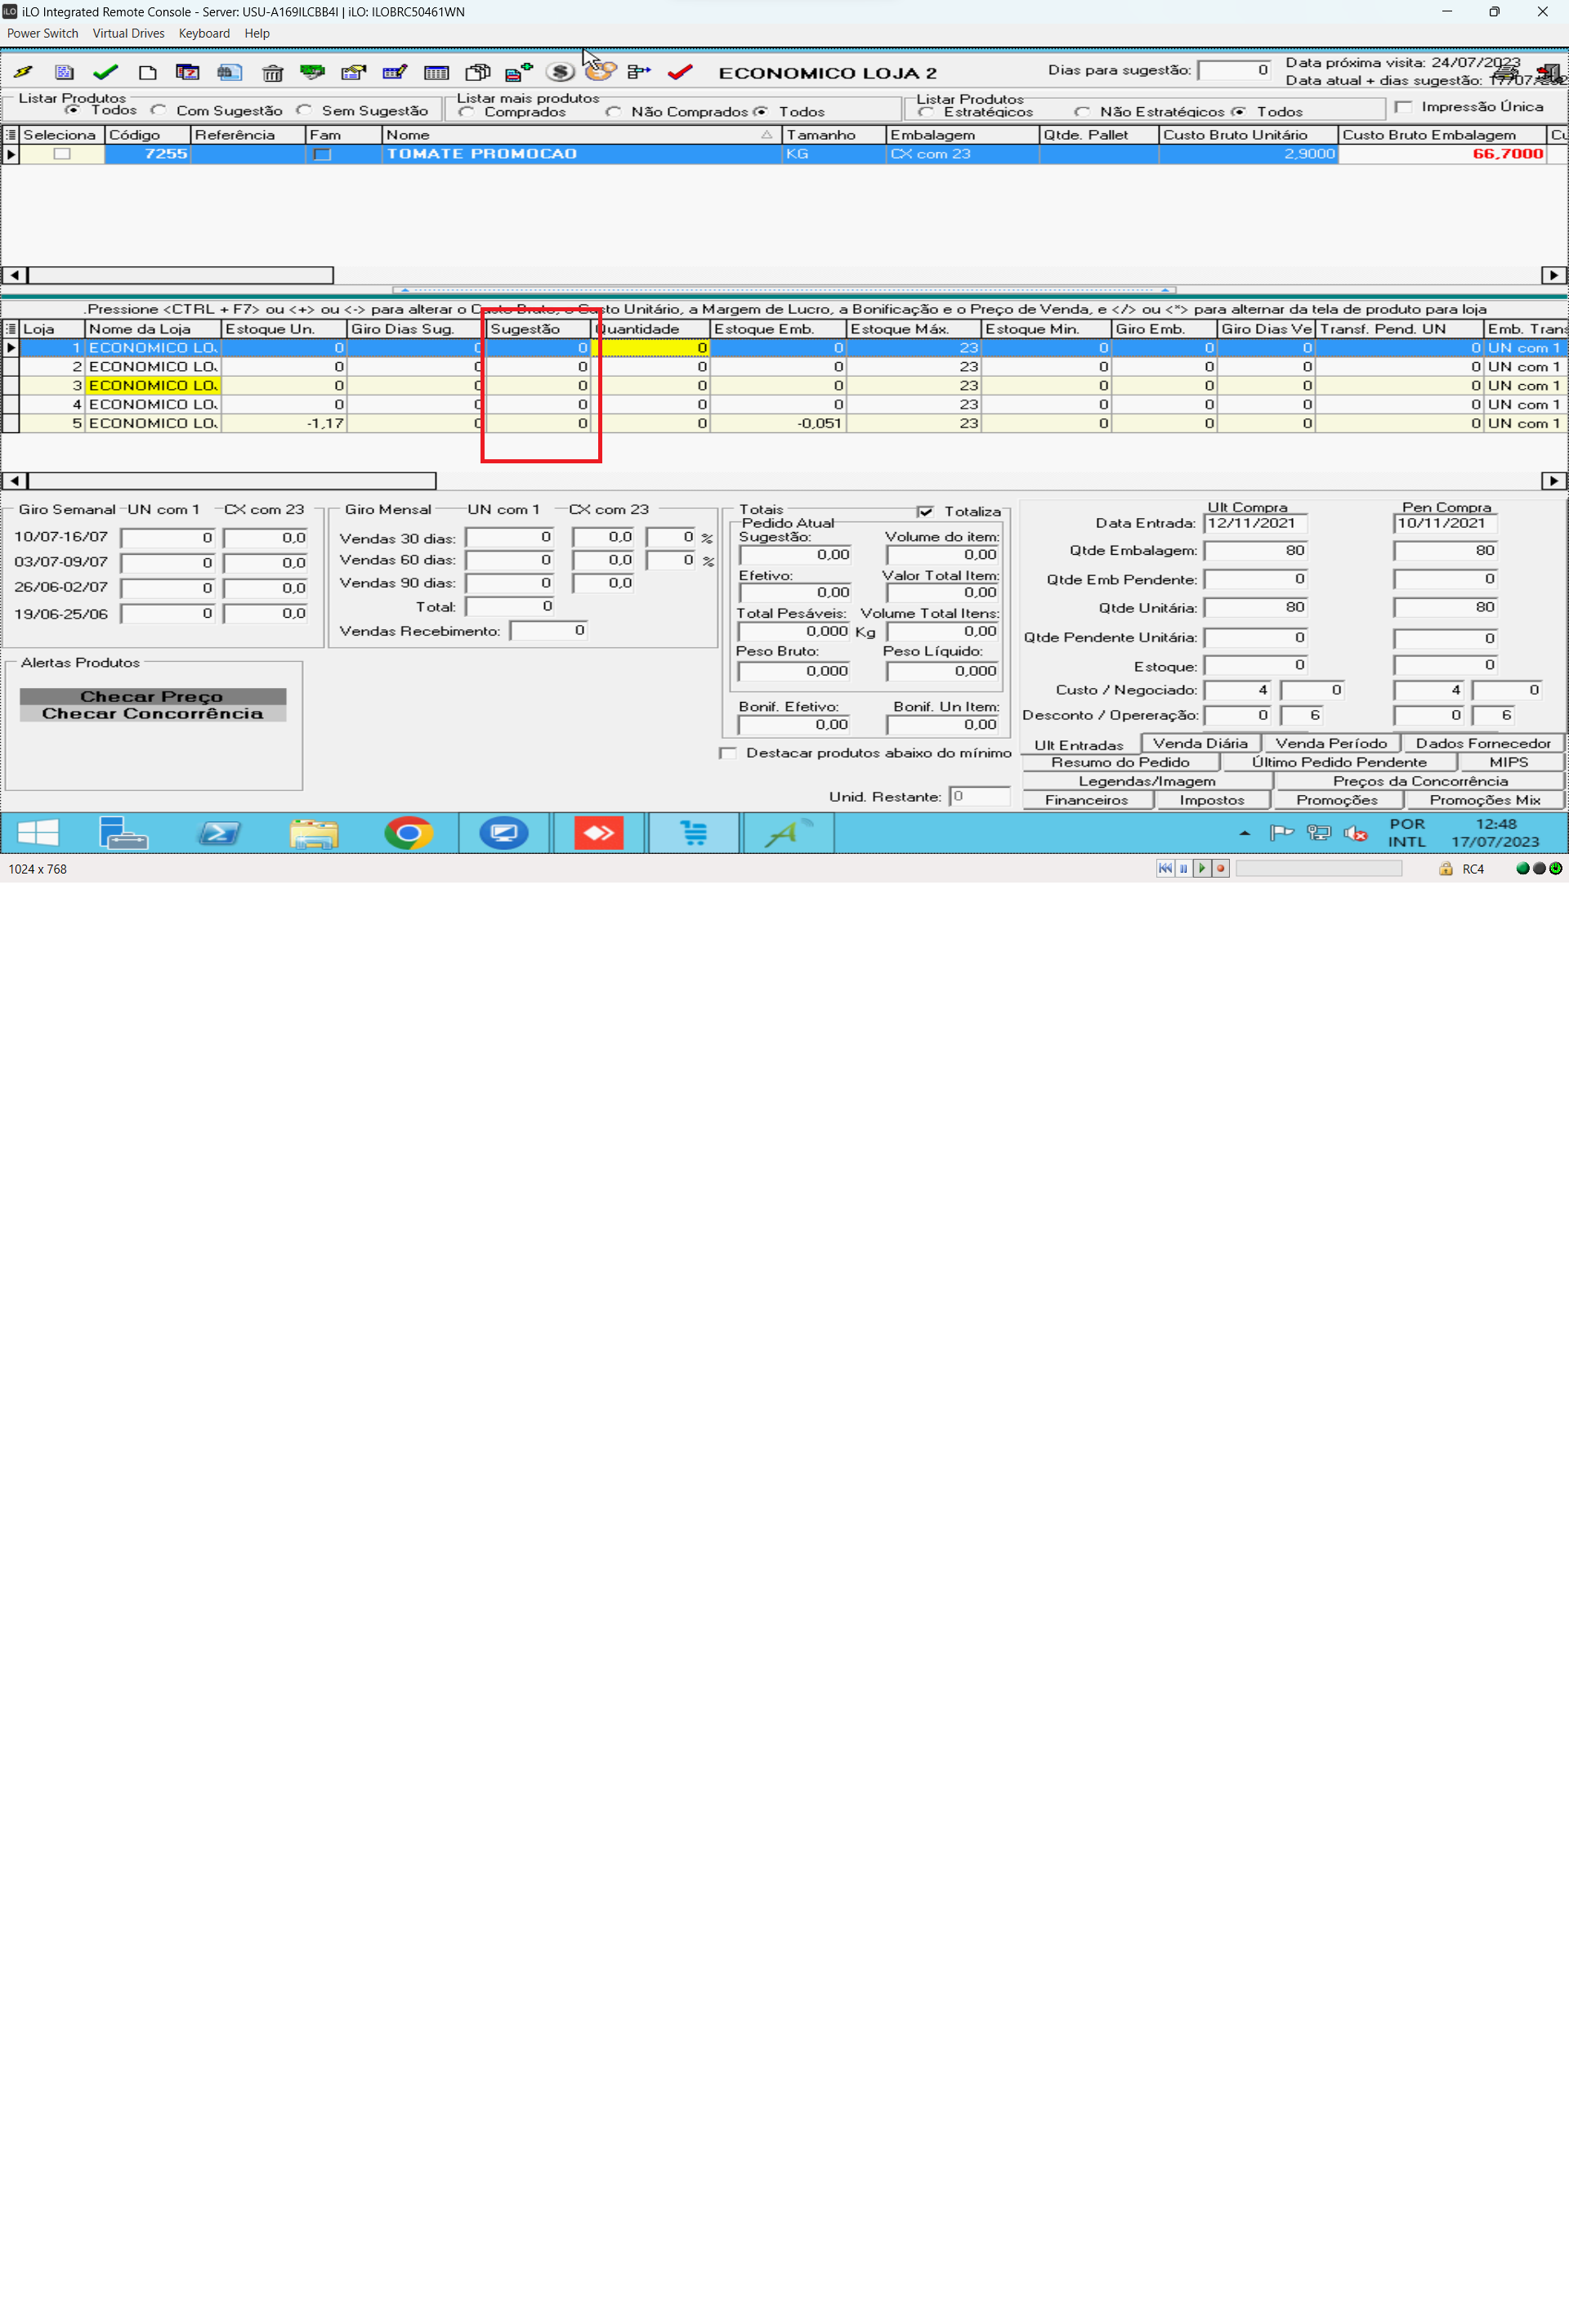 iLO Integrated Remote Console - Server: USU-A169ILCBB4I | iLO: ILOBRC50461WN
Power Switch Virtual Drives Keyboard Help
ECONOMICO LOJA 2 Dias para sugestão: 0 Data próxima visita: 24/07/2023
Data atual + dias sugestão:
Listar Produtos Listar mais produtos Listar Produtos
Todos Com Sugestão Sem Sugestão Comprados Não Comprados Todos Estratégicos Não Estratégicos Todos Impressão Única
Seleciona Código Referência Fam Nome Tamanho Embalagem Qtde. Pallet Custo Bruto Unitário Custo Bruto Embalagem Cu
7255 TOMATE PROMOCAO KG CX com 23 2,9000 66,7000
.Pressione <CTRL + F7> ou <+> ou <-> para alterar o Custo Bruto, o Custo Unitário, a Margem de Lucro, a Bonificação e o Preço de Venda, e </> ou <*> para alternar da tela de produto para loja
Loja Nome da Loja Estoque Un. Giro Dias Sug. Sugestão Quantidade Estoque Emb. Estoque Máx. Estoque Min. Giro Emb. Giro Dias Ve Transf. Pend. UN Emb. Trans
1 ECONOMICO LO. 0 0 0 0 0 23 0 0 0 0 UN com 1
2 ECONOMICO LO. 0 0 0 0 0 23 0 0 0 0 UN com 1
3 ECONOMICO LO. 0 0 0 0 0 23 0 0 0 0 UN com 1
4 ECONOMICO LO. 0 0 0 0 0 23 0 0 0 0 UN com 1
5 ECONOMICO LO. -1,17 0 0 0 -0,051 23 0 0 0 0 UN com 1
Giro Semanal UN com 1 CX com 23
10/07-16/07 0 0,0
03/07-09/07 0 0,0
26/06-02/07 0 0,0
19/06-25/06 0 0,0
Giro Mensal UN com 1 CX com 23
Vendas 30 dias: 0 0,0 0 %
Vendas 60 dias: 0 0,0 0 %
Vendas 90 dias: 0 0,0
Total: 0
Vendas Recebimento: 0
Alertas Produtos
Checar Preço
Checar Concorrência
Totais Totaliza
Pedido Atual
Sugestão: Volume do item:
0,00 0,00
Efetivo: Valor Total Item:
0,00 0,00
Total Pesáveis: Volume Total Itens:
0,000 Kg 0,00
Peso Bruto: Peso Líquido:
0,000 0,000
Bonif. Efetivo: Bonif. Un Item:
0,00 0,00
Destacar produtos abaixo do mínimo
Unid. Restante: 0
Ult Compra Pen Compra
Data Entrada: 12/11/2021 10/11/2021
Qtde Embalagem: 80 80
Qtde Emb Pendente: 0 0
Qtde Unitária: 80 80
Qtde Pendente Unitária: 0 0
Estoque: 0 0
Custo / Negociado: 4 0 4 0
Desconto / Opereração: 0 6 0 6
Ult Entradas Venda Diária Venda Período Dados Fornecedor
Resumo do Pedido Último Pedido Pendente MIPS
Legendas/Imagem Preços da Concorrência
Financeiros Impostos Promoções Promoções Mix
POR 12:48
INTL 17/07/2023
1024 x 768 RC4